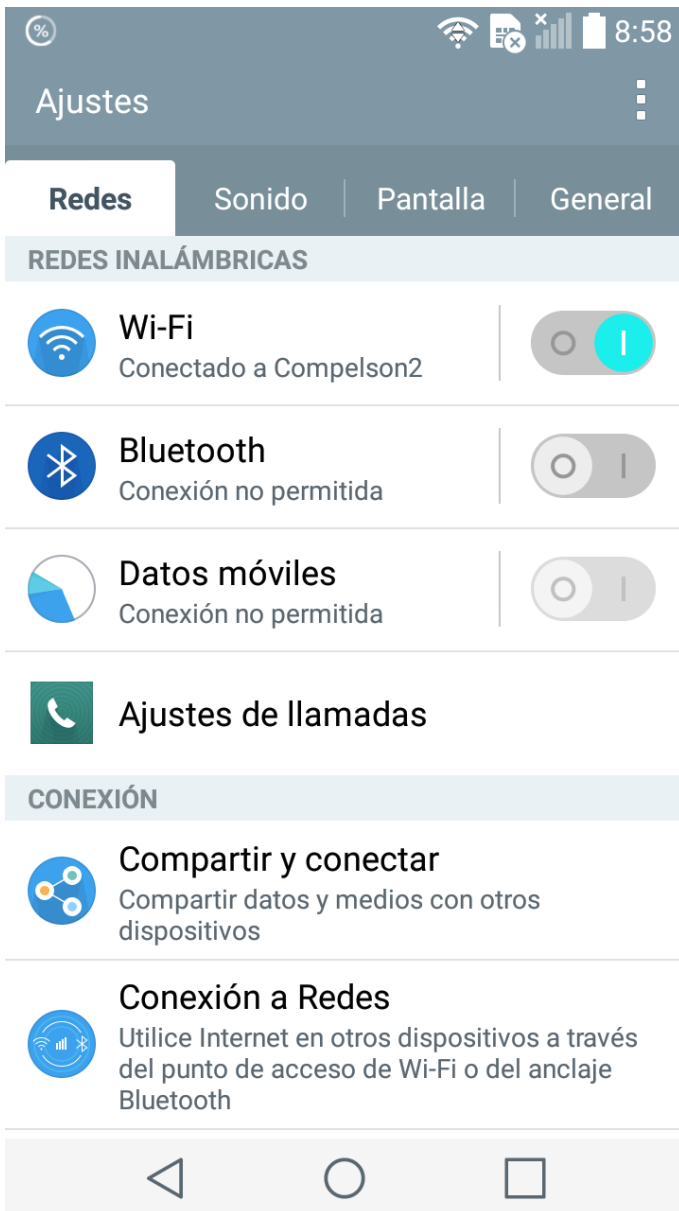 %
8:58
Ajustes
Redes Sonido Pantalla General
REDES INALÁMBRICAS
Wi-Fi
Conectado a Compelson2
Bluetooth
Conexión no permitida
Datos móviles
Conexión no permitida
Ajustes de llamadas
CONEXIÓN
Compartir y conectar
Compartir datos y medios con otros
dispositivos
Conexión a Redes
Utilice Internet en otros dispositivos a través
del punto de acceso de Wi-Fi o del anclaje
Bluetooth